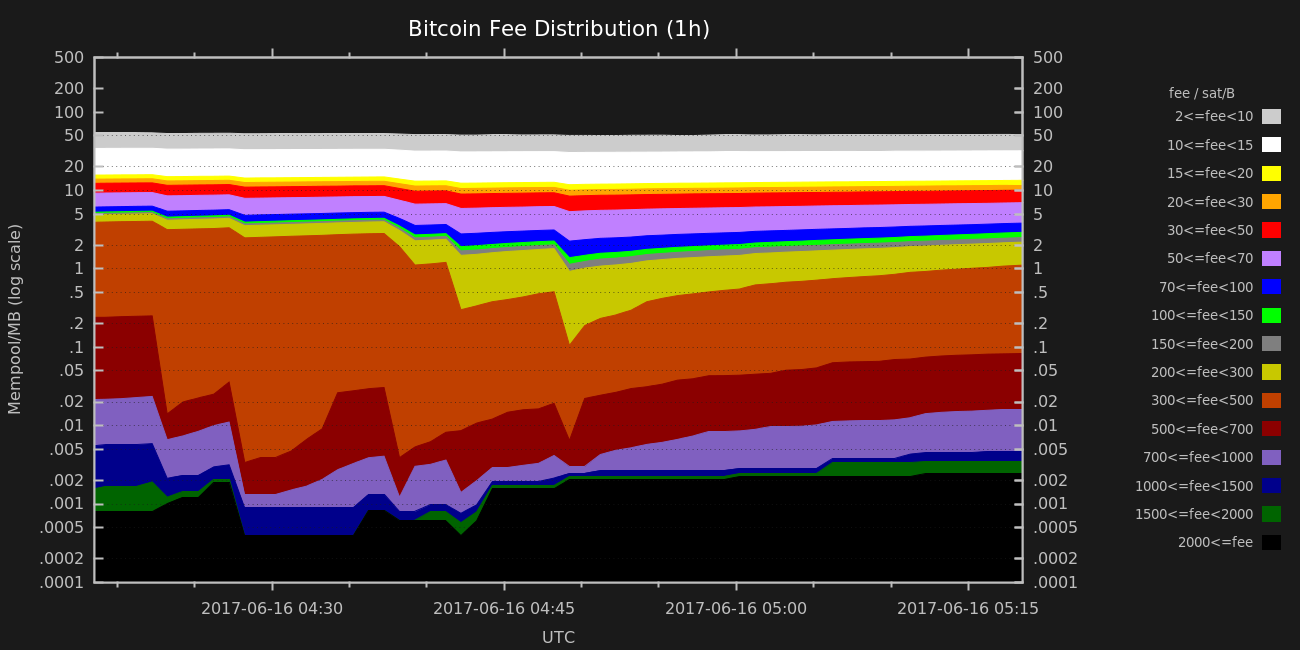 Bitcoin Fee Distribution (1h)
500
200
100
50
20
10
5
2
1
.5
.2
.1
.05
.02
.01
.005
.002
.001
.0005
.0002
.0001
Mempool/MB (log scale)
500
200
100
50
20
10
5
2
1
.5
.2
.1
.05
.02
.01
.005
.002
.001
.0005
.0002
.0001
2017-06-16 04:30
2017-06-16 04:45
2017-06-16 05:00
2017-06-16 05:15
UTC
fee / sat/B
2<=fee<10
10<=fee<15
15<=fee<20
20<=fee<30
30<=fee<50
50<=fee<70
70<=fee<100
100<=fee<150
150<=fee<200
200<=fee<300
300<=fee<500
500<=fee<700
700<=fee<1000
1000<=fee<1500
1500<=fee<2000
2000<=fee